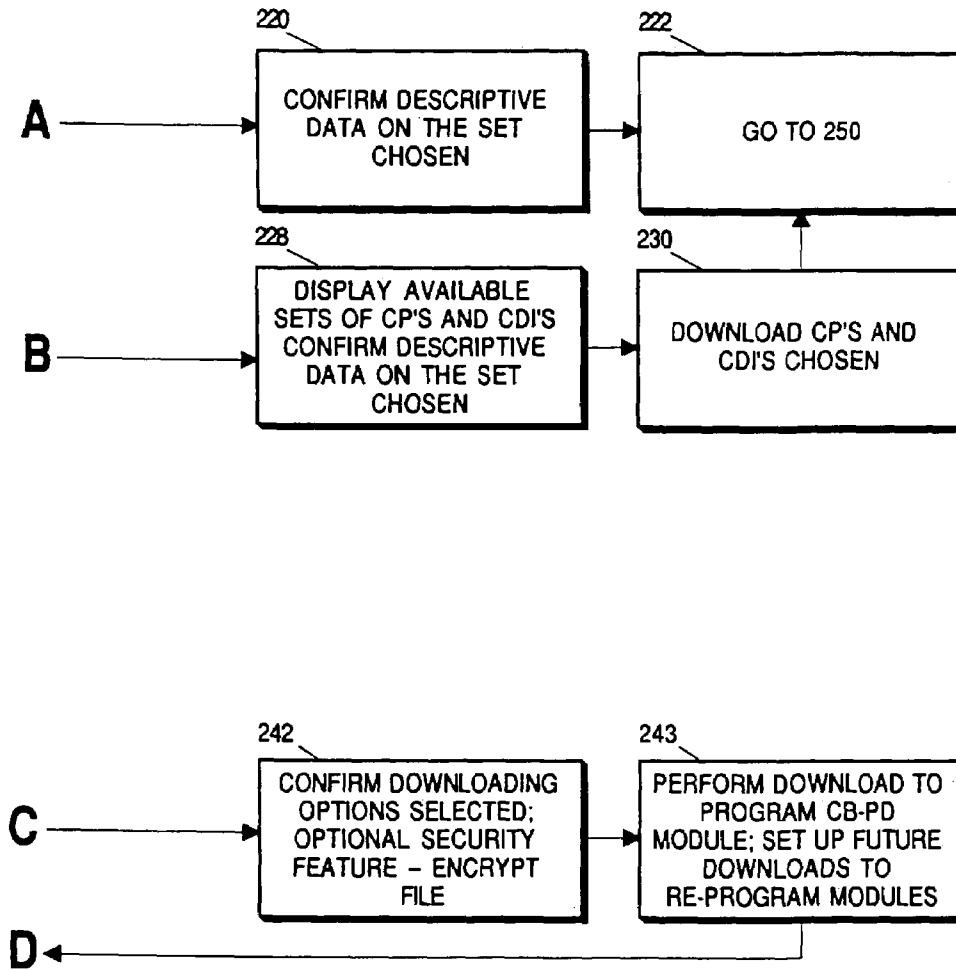 220
222
A
CONFIRM DESCRIPTIVE
DATA ON THE SET
CHOSEN
GO TO 250
228
230
B
DISPLAY AVAILABLE
SETS OF CP'S AND CDI'S
CONFIRM DESCRIPTIVE
DATA ON THE SET
CHOSEN
DOWNLOAD CP'S AND
CDI'S CHOSEN
242
243
C
CONFIRM DOWNLOADING
OPTIONS SELECTED;
OPTIONAL SECURITY
FEATURE – ENCRYPT
FILE
PERFORM DOWNLOAD TO
PROGRAM CB-PD
MODULE; SET UP FUTURE
DOWNLOADS TO
RE-PROGRAM MODULES
D